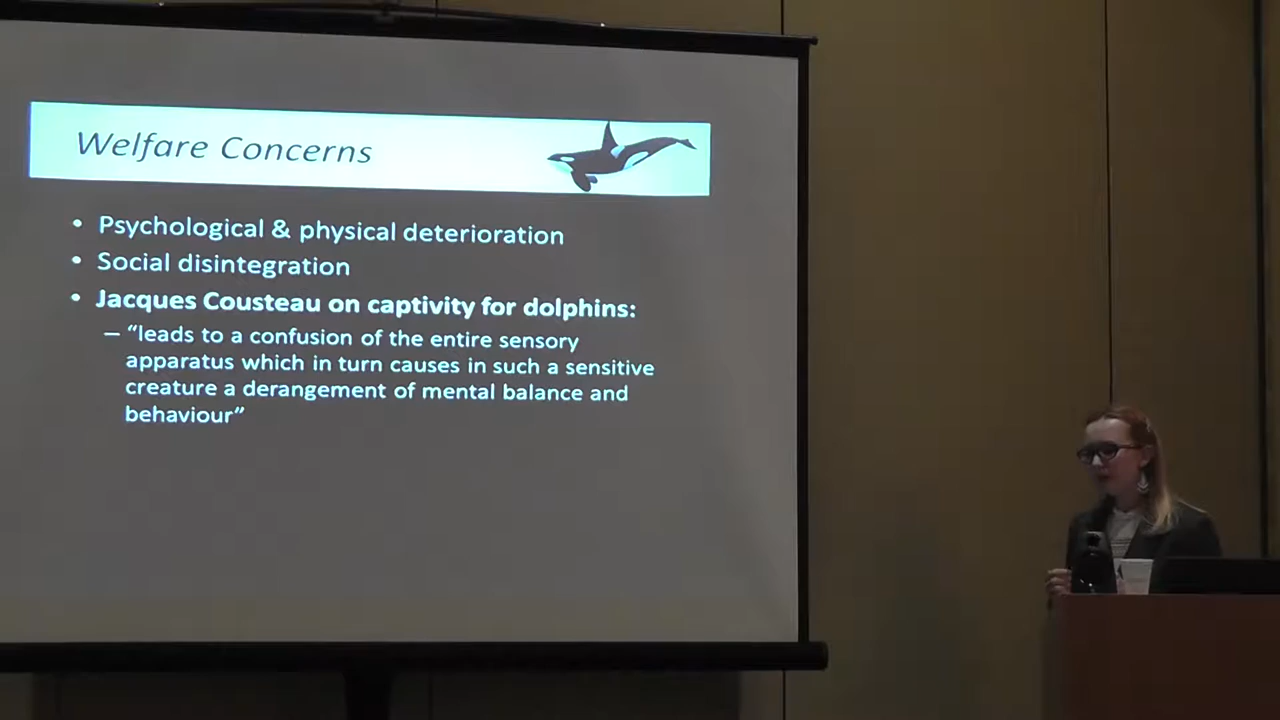 Welfare Concerns
• Psychological & physical deterioration
• Social disintegration
• Jacques Cousteau on captivity for dolphins:
– “leads to a confusion of the entire sensory
apparatus which in turn causes in such a sensitive
creature a derangement of mental balance and
behaviour”